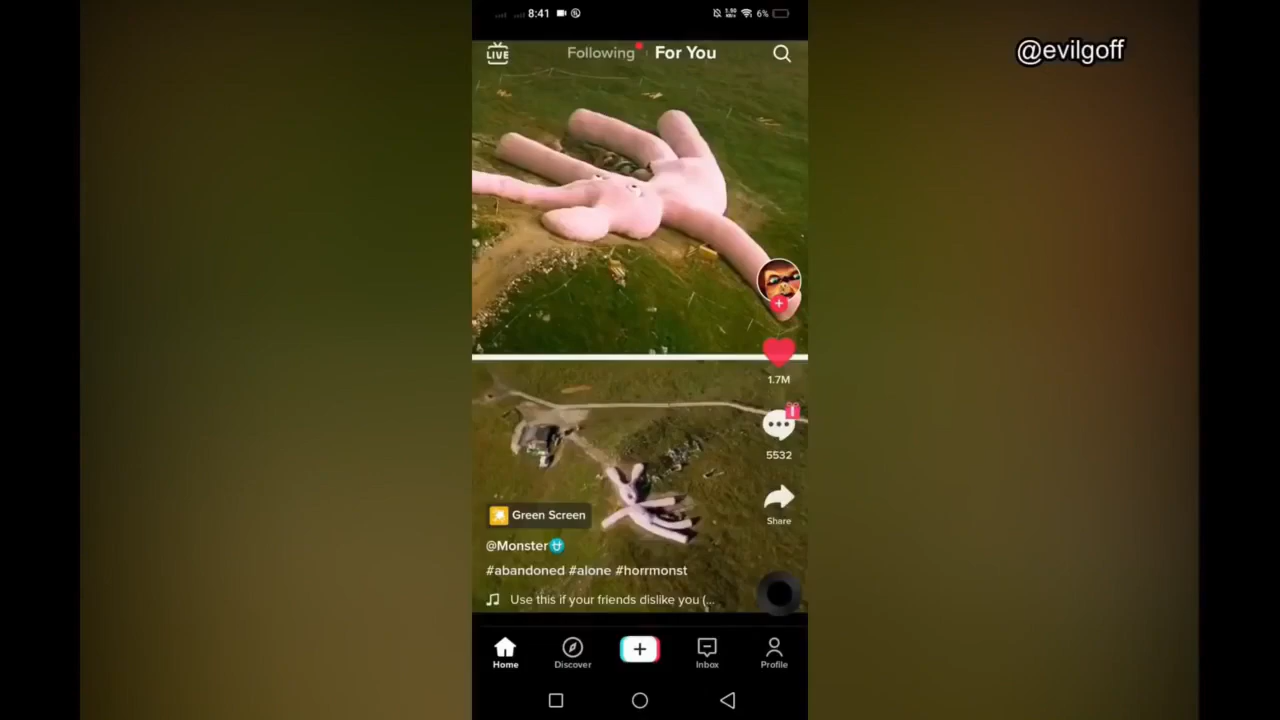 8:41
6%
@evilgoff
LIVE
Following
For You
1.7M
5532
Share
Green Screen
@Monster
#abandoned #alone #horrmonst
Use this if your friends dislike you (...
Home
Discover
Inbox
Profile